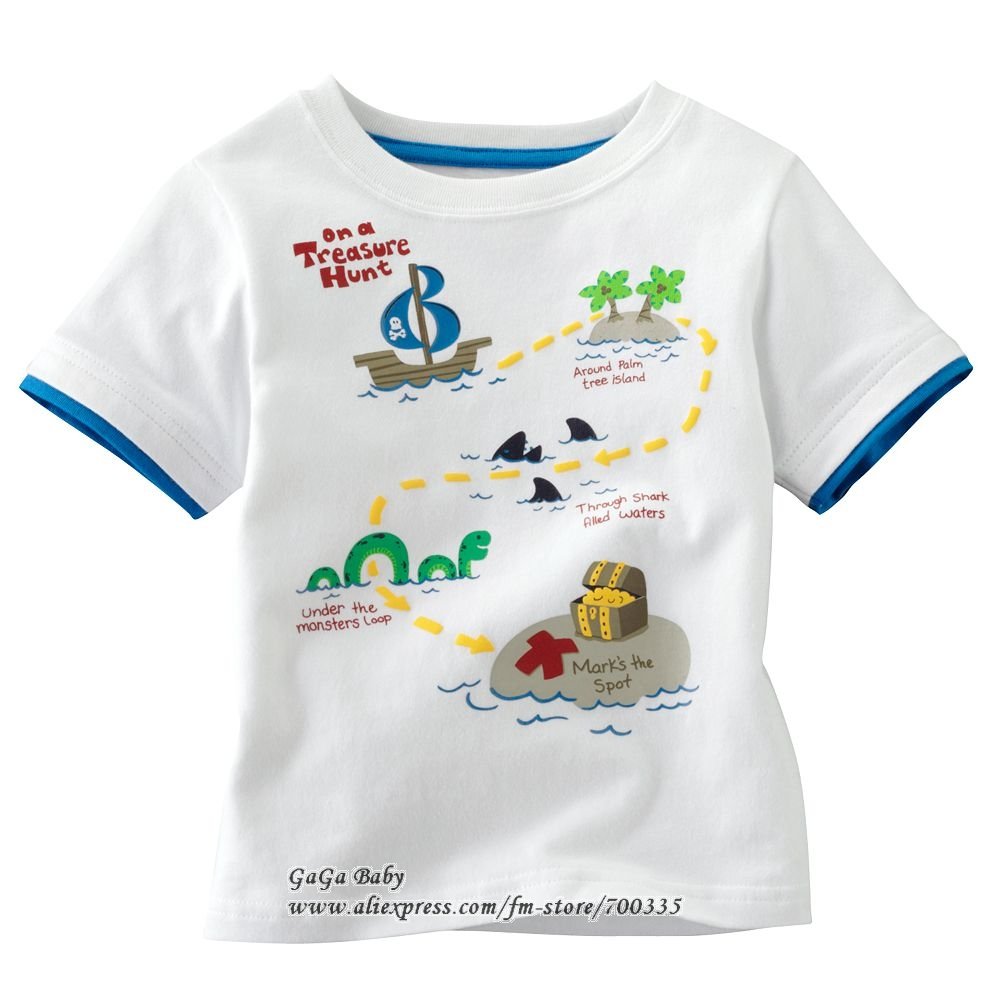 on a
Treasure
Hunt
Around Palm
tree island
Through Shark
filled waters
Under the
monsters Loop
Mark's the
Spot
GaGa Baby
www.aliexpress.com/fm-store/700335